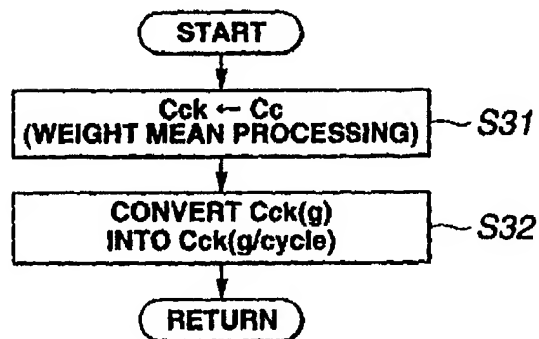 START
Cck ← Cc
(WEIGHT MEAN PROCESSING)
S31
CONVERT Cck(g)
INTO Cck(g/cycle)
S32
RETURN